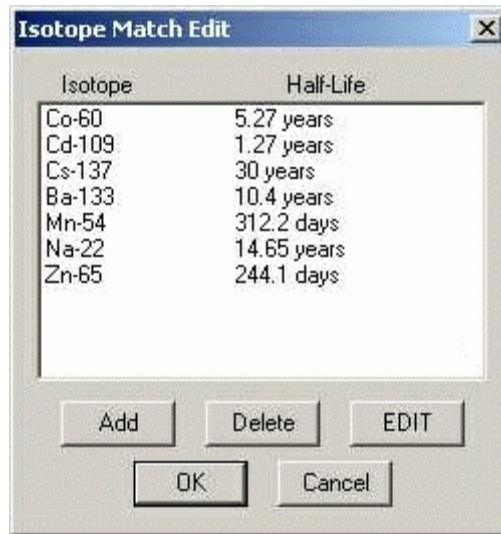 Isotope Match Edit
Isotope Half-Life
Co-60 5.27 years
Cd-109 1.27 years
Cs-137 30 years
Ba-133 10.4 years
Mn-54 312.2 days
Na-22 14.65 years
Zn-65 244.1 days
Add Delete EDIT
OK Cancel